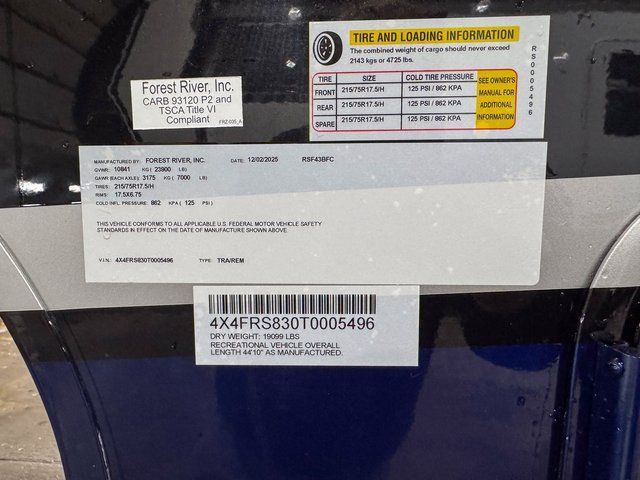 TIRE AND LOADING INFORMATION
The combined weight of cargo should never exceed
2143 kgs or 4725 lbs.
TIRE SIZE COLD TIRE PRESSURE
FRONT 215/75R17.5/H 125 PSI / 862 KPA
REAR 215/75R17.5/H 125 PSI / 862 KPA
SPARE 215/75R17.5/H 125 PSI / 862 KPA
SEE OWNER'S
MANUAL FOR
ADDITIONAL
INFORMATION
RS0005496
Forest River, Inc.
CARB 93120 P2 and
TSCA Title VI
Compliant
FRZ-035_A
MANUFACTURED BY: FOREST RIVER, INC. DATE: 12/02/2025 RSF43BFC
GVWR: 10841 KG ( 23900 LB)
GAWR (EACH AXLE): 3175 KG ( 7000 LB)
TIRES: 215/75R17.5/H
RIMS: 17.5X6.75
COLD INFL. PRESSURE: 862 KPA ( 125 PSI )
THIS VEHICLE CONFORMS TO ALL APPLICABLE U.S. FEDERAL MOTOR VEHICLE SAFETY
STANDARDS IN EFFECT ON THE DATE OF MANUFACTURE SHOWN ABOVE.
V.I.N.: 4X4FRS830T0005496 TYPE: TRA/REM
4X4FRS830T0005496
DRY WEIGHT: 19099 LBS
RECREATIONAL VEHICLE OVERALL
LENGTH 44'10" AS MANUFACTURED.